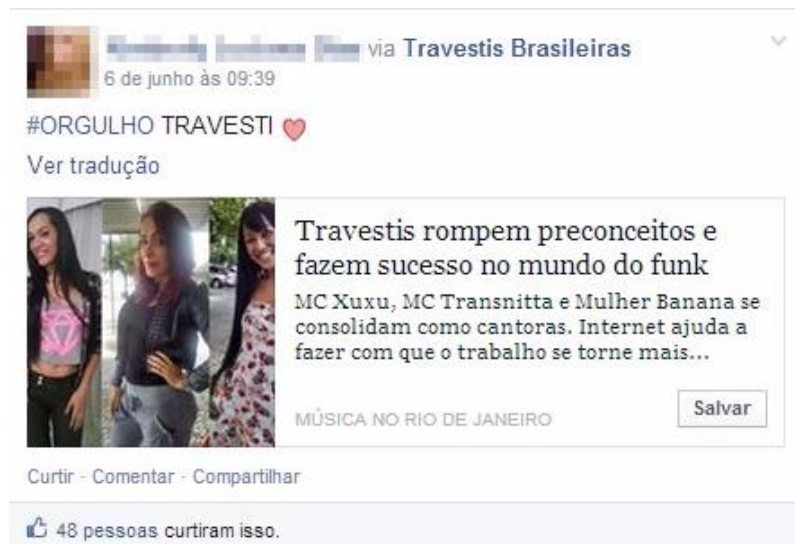 via Travestis Brasileiras
6 de junho às 09:39
#ORGULHO TRAVESTI
Ver tradução
Travestis rompem preconceitos e
fazem sucesso no mundo do funk
MC Xuxu, MC Transnitta e Mulher Banana se
consolidam como cantoras. Internet ajuda a
fazer com que o trabalho se torne mais...
MÚSICA NO RIO DE JANEIRO
Salvar
Curtir - Comentar - Compartilhar
48 pessoas curtiram isso.